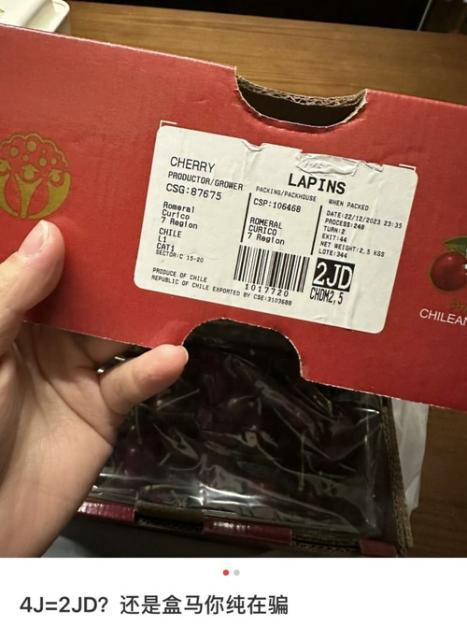 CHERRY
PRODUCTOR/GROWER
CSG:87675
Romeral
Curico
7 Region
CHILE
L1
CAT1
SECTOR:C 15-20
PRODUCE OF CHILE
REPUBLIC OF CHILE EXPORTED BY CSE:3103688
LAPINS
PACKING/PACKHOUSE
CSP:106468
ROMERAL
CURICO
7 Region
1017720
WHEN PACKED
DATE:22/12/2023 23:35
PROCESS:248
TURN:2
EXIT:44
NET WEIGHT:2,5 KGS
LOTE:344
2JD
CHDM2,5
CHILEAN
4J=2JD？还是盒马你纯在骗